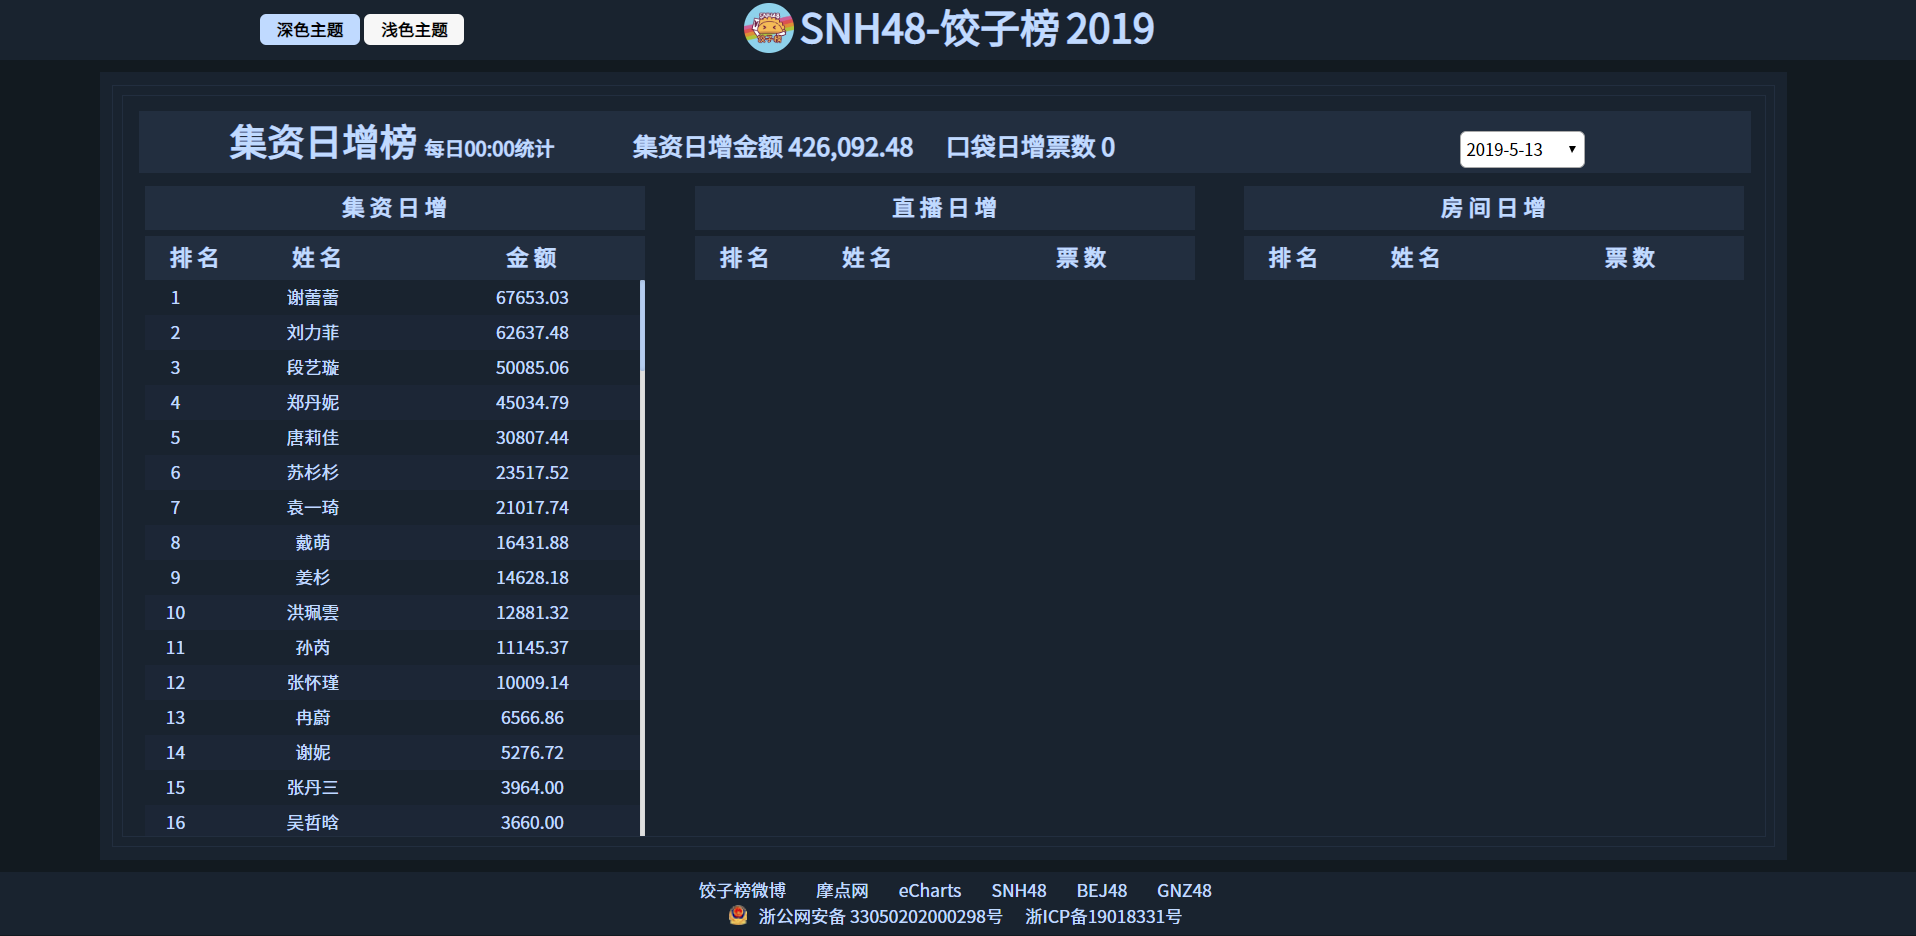 深色主题 浅色主题 SNH48-饺子榜 2019
集资日增榜 每日00:00统计 集资日增金额 426,092.48 口袋日增票数 0 2019-5-13
集资日增 直播日增 房间日增
排名 姓名 金额 排名 姓名 票数 排名 姓名 票数
1 谢蕾蕾 67653.03
2 刘力菲 62637.48
3 段艺璇 50085.06
4 郑丹妮 45034.79
5 唐莉佳 30807.44
6 苏杉杉 23517.52
7 袁一琦 21017.74
8 戴萌 16431.88
9 姜杉 14628.18
10 洪珮雲 12881.32
11 孙芮 11145.37
12 张怀瑾 10009.14
13 冉蔚 6566.86
14 谢妮 5276.72
15 张丹三 3964.00
16 吴哲晗 3660.00
饺子榜微博 摩点网 eCharts SNH48 BEJ48 GNZ48
浙公网安备 33050202000298号 浙ICP备19018331号